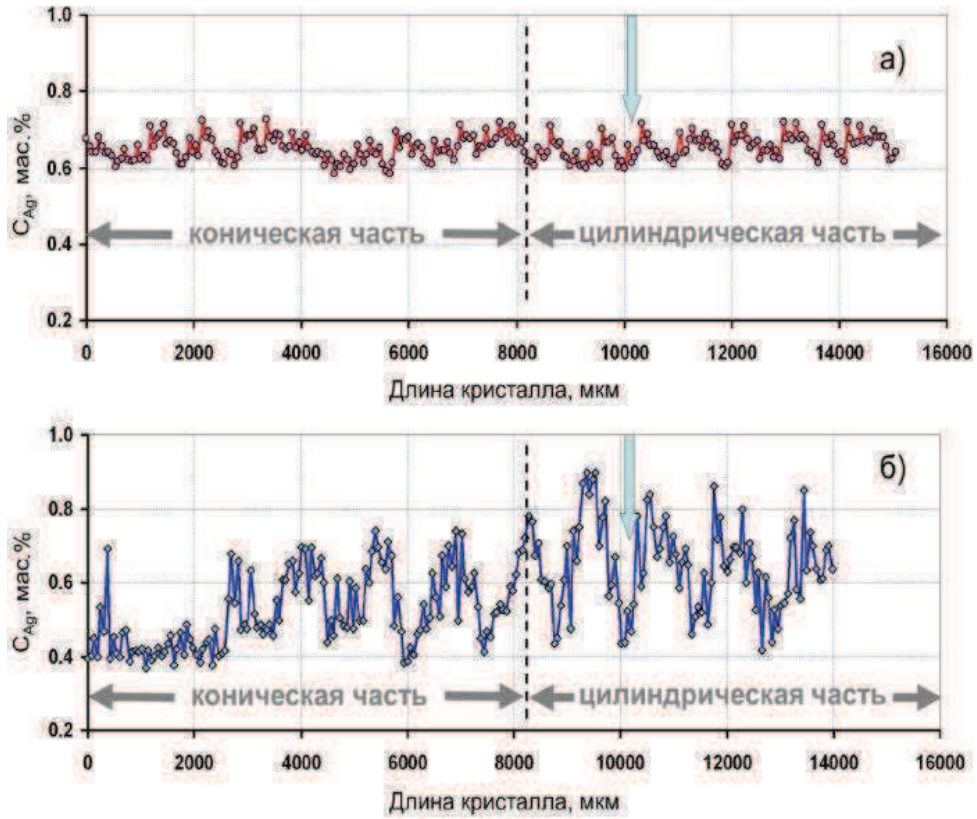 1.0
а)
0.8
0.6
0.4
0.2
C_Ag, мас.%
коническая часть
цилиндрическая часть
0 2000 4000 6000 8000 10000 12000 14000 16000
Длина кристалла, мкм
1.0
б)
0.8
0.6
0.4
0.2
C_Ag, мас.%
коническая часть
цилиндрическая часть
0 2000 4000 6000 8000 10000 12000 14000 16000
Длина кристалла, мкм